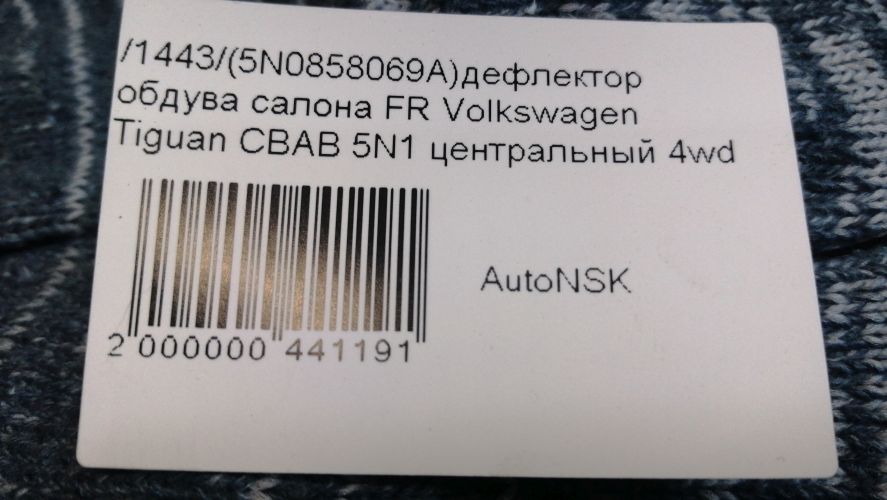 /1443/(5N0858069A)дефлектор
обдува салона FR Volkswagen
Tiguan CBAB 5N1 центральный 4wd
AutoNSK
2 000000 441191